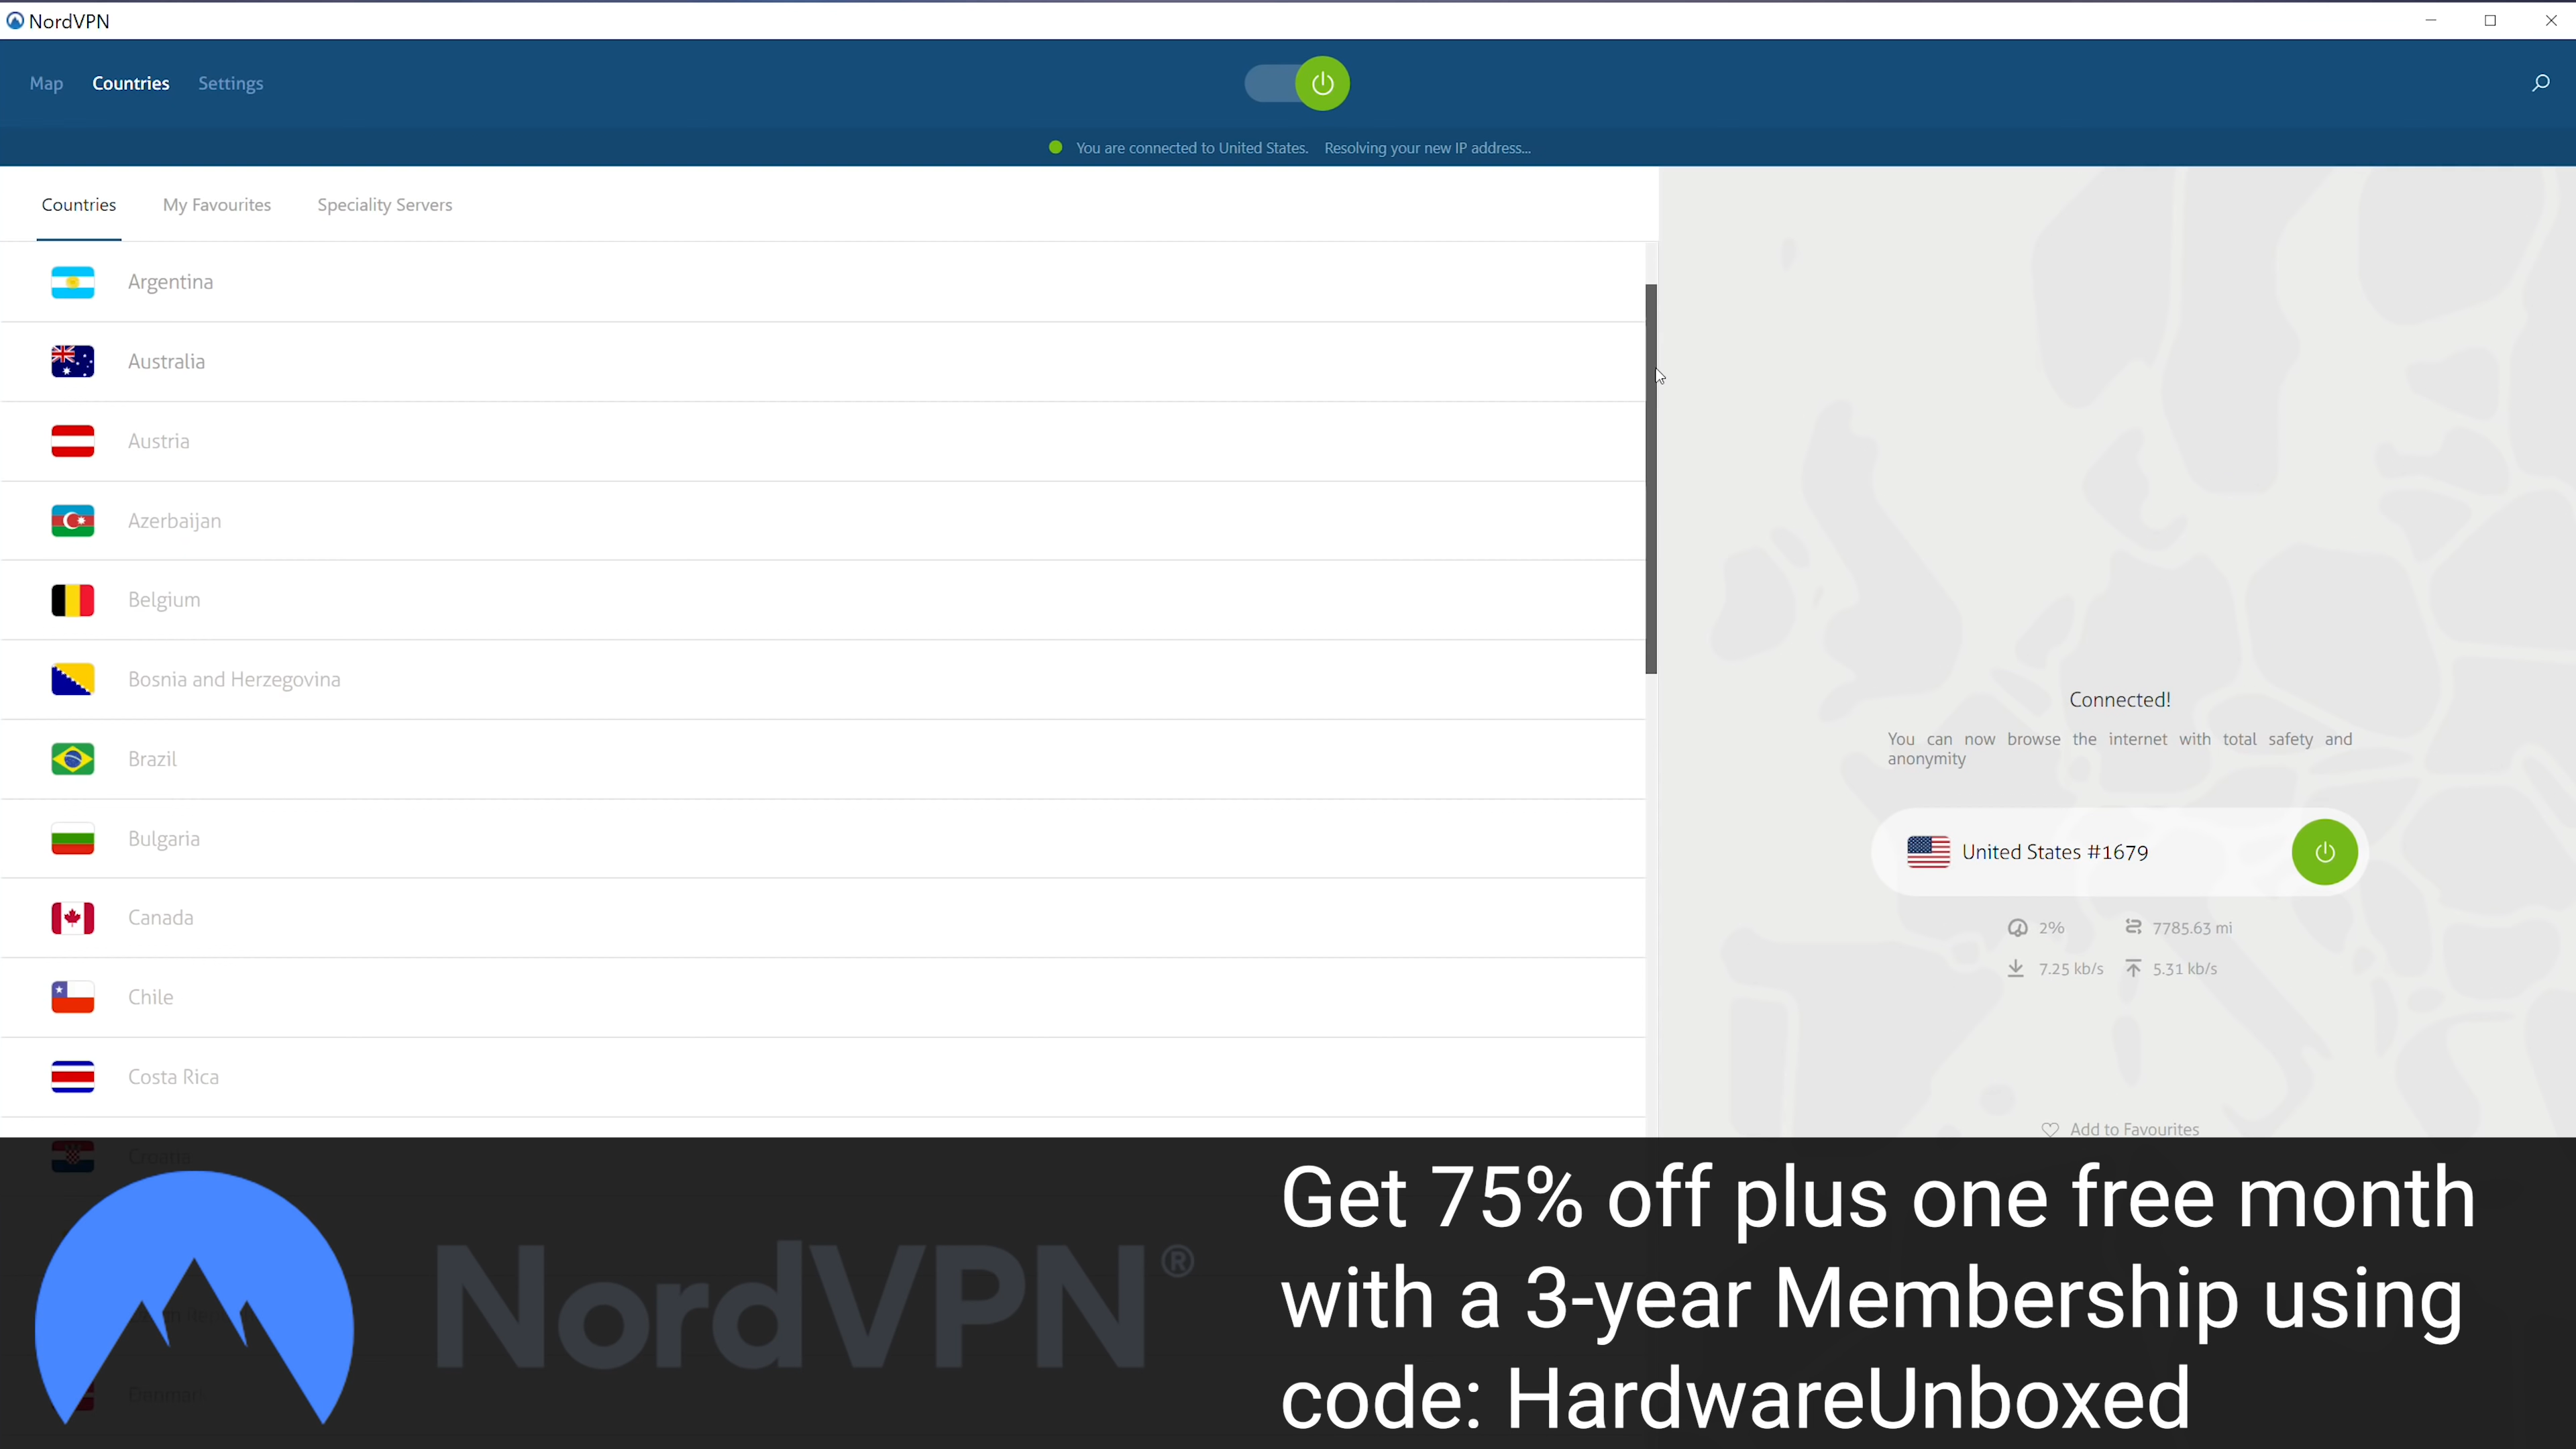 NordVPN
Map Countries Settings
You are connected to United States. Resolving your new IP address...
Countries My Favourites Speciality Servers
Argentina
Australia
Austria
Azerbaijan
Belgium
Bosnia and Herzegovina
Brazil
Bulgaria
Canada
Chile
Costa Rica
Croatia
Denmark
Connected!
You can now browse the internet with total safety and
anonymity
United States #1679
2% 7785.63 mi
7.25 kb/s 5.31 kb/s
Add to Favourites
NordVPN®
Get 75% off plus one free month
with a 3-year Membership using
code: HardwareUnboxed